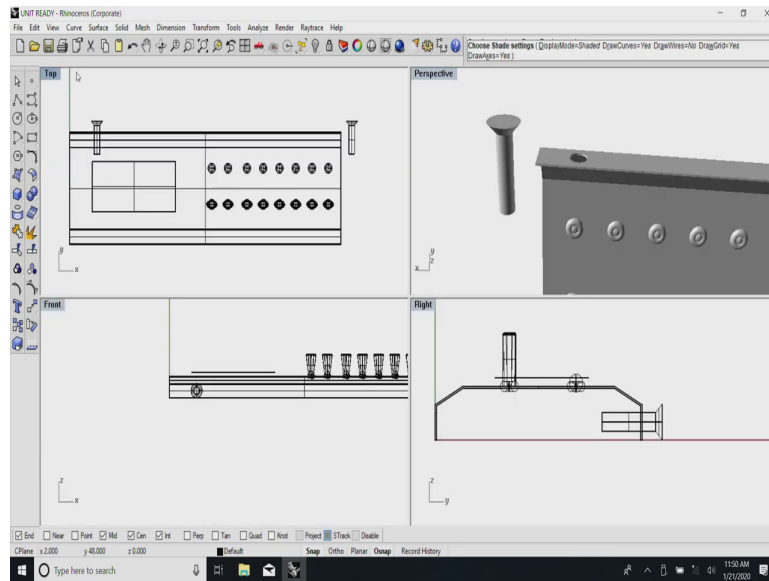 UNIT READY - Rhinoceros (Corporate)
File Edit View Curve Surface Solid Mesh Dimension Transform Tools Analyze Render Raytrace Help
Choose Shade settings ( DisplayMode=Shaded DrawCurves=Yes DrawWires=No DrawGrid=Yes
DrawAxes=Yes ):
Top
Perspective
y
x
y
z
x
Front
Right
z
x
z
y
End Near Point Mid Cen Int Perp Tan Quad Knot Project STrack Disable
CPlane x 2.000 y 48.000 z 0.000 Default Snap Ortho Planar Osnap Record History
Type here to search
11:50 AM
1/21/2020